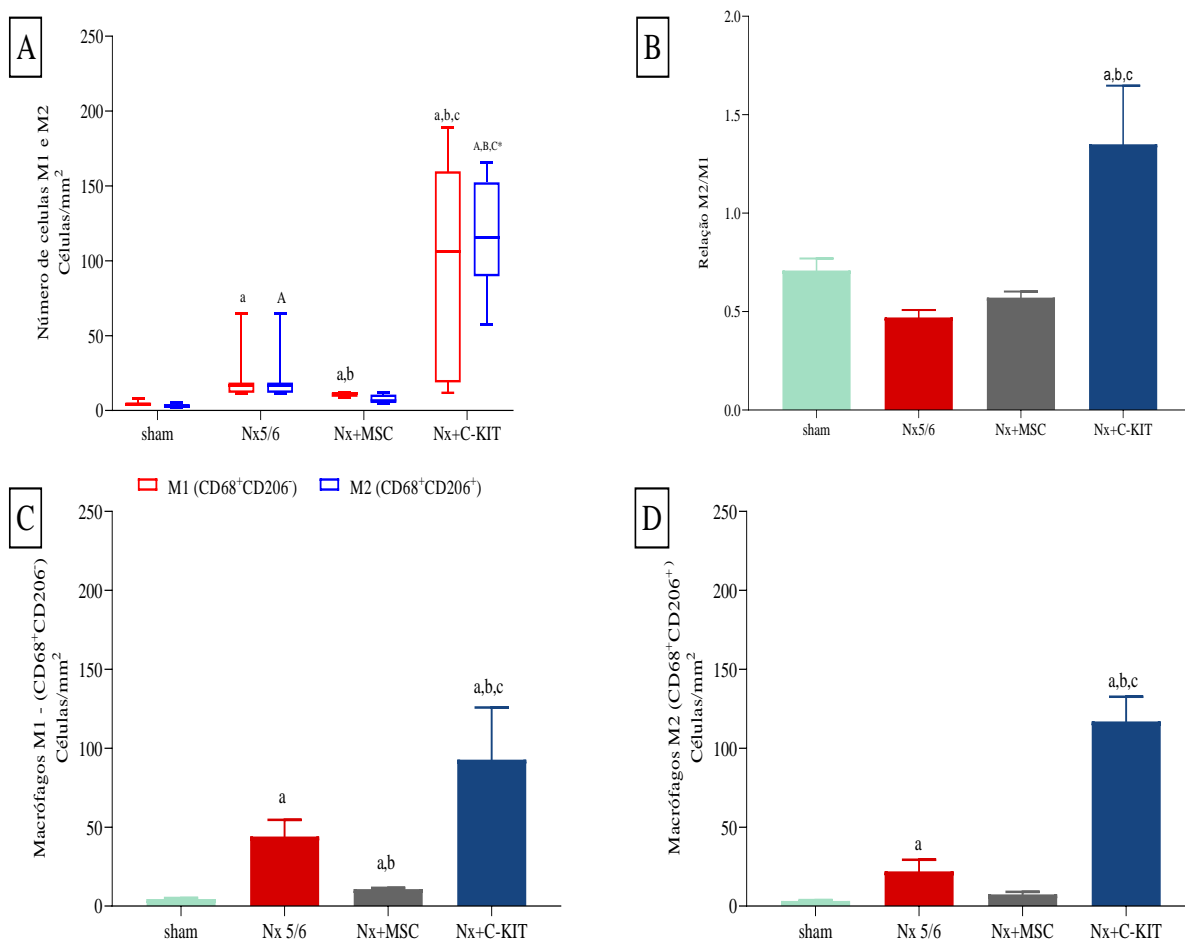 A
Número de celulas M1 e M2
Células/mm²
250
200
150
100
50
0
a
A
a,b
a,b,c
A,B,C*
sham
Nx5/6
Nx+MSC
Nx+C-KIT
M1 (CD68⁺CD206⁻)
M2 (CD68⁺CD206⁺)
B
Relação M2/M1
2.0
1.5
1.0
0.5
0.0
a,b,c
sham
Nx5/6
Nx+MSC
Nx+C-KIT
C
Macrófagos M1 - (CD68⁺CD206⁻)
Células/mm²
250
200
150
100
50
0
a
a,b
a,b,c
sham
Nx 5/6
Nx+MSC
Nx+C-KIT
D
Macrófagos M2 (CD68⁺CD206⁺)
Células/mm²
250
200
150
100
50
0
a
a,b,c
sham
Nx 5/6
Nx+MSC
Nx+C-KIT